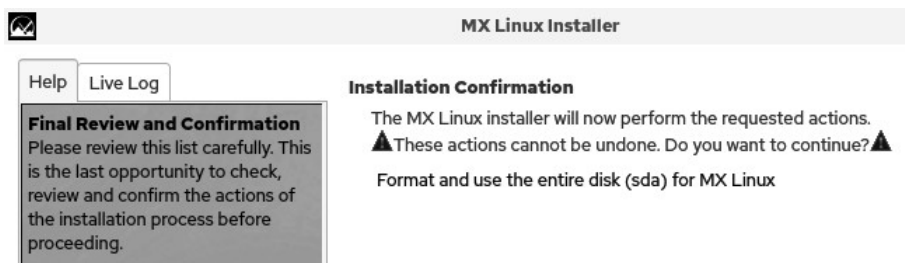 MX Linux Installer
Help
Live Log
Final Review and Confirmation
Please review this list carefully. This
is the last opportunity to check,
review and confirm the actions of
the installation process before
proceeding.
Installation Confirmation
The MX Linux installer will now perform the requested actions.
These actions cannot be undone. Do you want to continue?
Format and use the entire disk (sda) for MX Linux